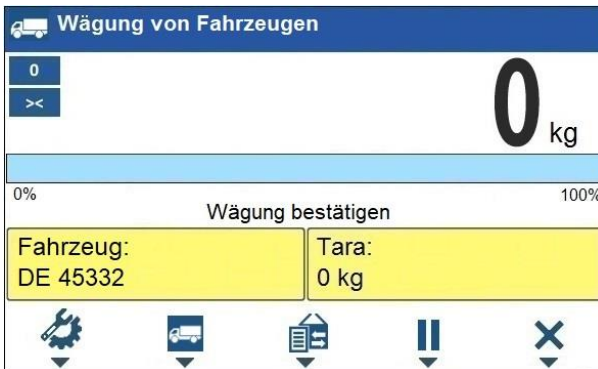 Wägung von Fahrzeugen
0
><
0 kg
0%
100%
Wägung bestätigen
Fahrzeug:
DE 45332
Tara:
0 kg